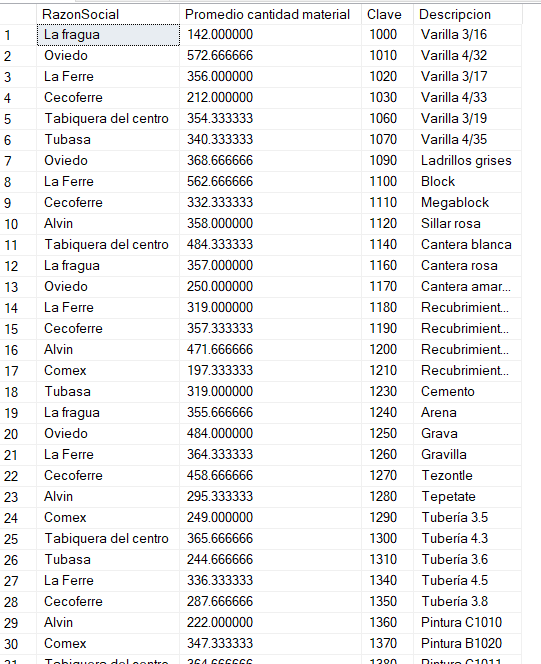 RazonSocial Promedio cantidad material Clave Descripcion
1 La fragua 142.000000 1000 Varilla 3/16
2 Oviedo 572.666666 1010 Varilla 4/32
3 La Ferre 356.000000 1020 Varilla 3/17
4 Cecoferre 212.000000 1030 Varilla 4/33
5 Tabiquera del centro 354.333333 1060 Varilla 3/19
6 Tubasa 340.333333 1070 Varilla 4/35
7 Oviedo 368.666666 1090 Ladrillos grises
8 La Ferre 562.666666 1100 Block
9 Cecoferre 332.333333 1110 Megablock
10 Alvin 358.000000 1120 Sillar rosa
11 Tabiquera del centro 484.333333 1140 Cantera blanca
12 La fragua 357.000000 1160 Cantera rosa
13 Oviedo 250.000000 1170 Cantera amar...
14 La Ferre 319.000000 1180 Recubrimient...
15 Cecoferre 357.333333 1190 Recubrimient...
16 Alvin 471.666666 1200 Recubrimient...
17 Comex 197.333333 1210 Recubrimient...
18 Tubasa 319.000000 1230 Cemento
19 La fragua 355.666666 1240 Arena
20 Oviedo 484.000000 1250 Grava
21 La Ferre 364.333333 1260 Gravilla
22 Cecoferre 458.666666 1270 Tezontle
23 Alvin 295.333333 1280 Tepetate
24 Comex 249.000000 1290 Tubería 3.5
25 Tabiquera del centro 365.666666 1300 Tubería 4.3
26 Tubasa 244.666666 1310 Tubería 3.6
27 La Ferre 336.333333 1340 Tubería 4.5
28 Cecoferre 287.666666 1350 Tubería 3.8
29 Alvin 222.000000 1360 Pintura C1010
30 Comex 347.333333 1370 Pintura B1020
31 Tabiquera del centro 364.666666 1380 Pintura C1011